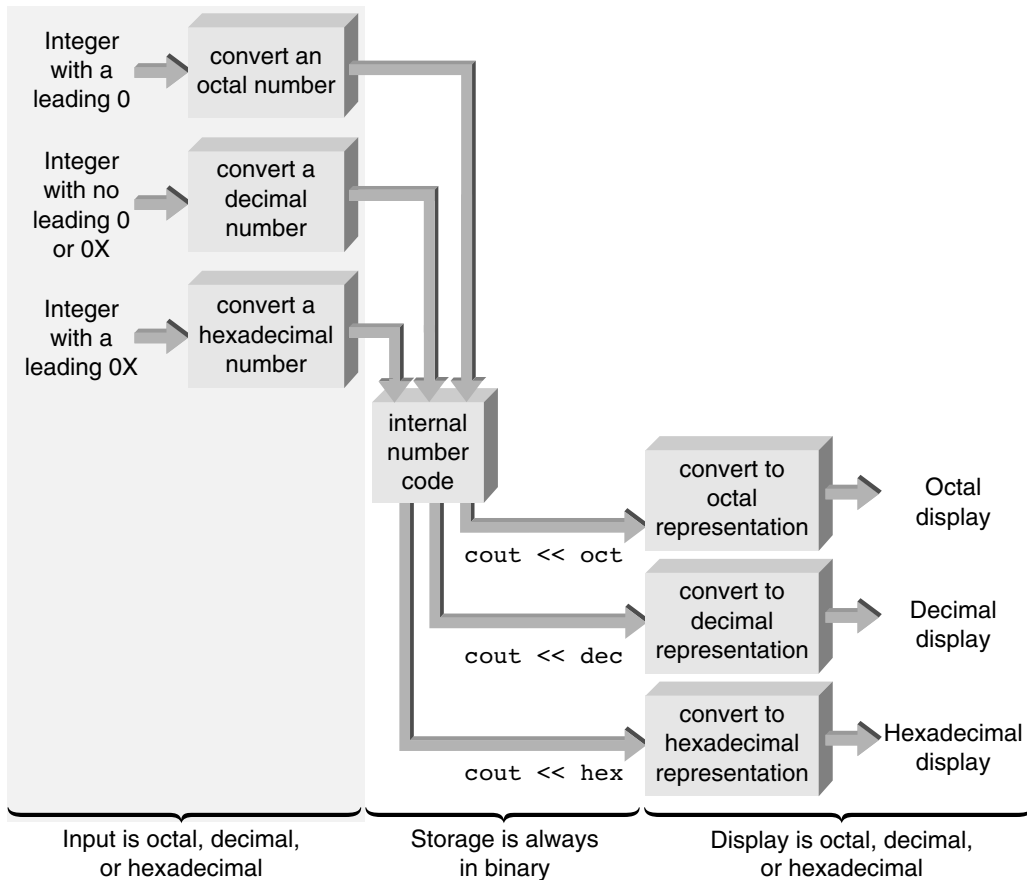 Integer
with a
leading 0
convert an
octal number
Integer
with no
leading 0
or 0X
convert a
decimal
number
Integer
with a
leading 0X
convert a
hexadecimal
number
internal
number
code
cout << oct
convert to
octal
representation
Octal
display
cout << dec
convert to
decimal
representation
Decimal
display
cout << hex
convert to
hexadecimal
representation
Hexadecimal
display
Input is octal, decimal,
or hexadecimal
Storage is always
in binary
Display is octal, decimal,
or hexadecimal